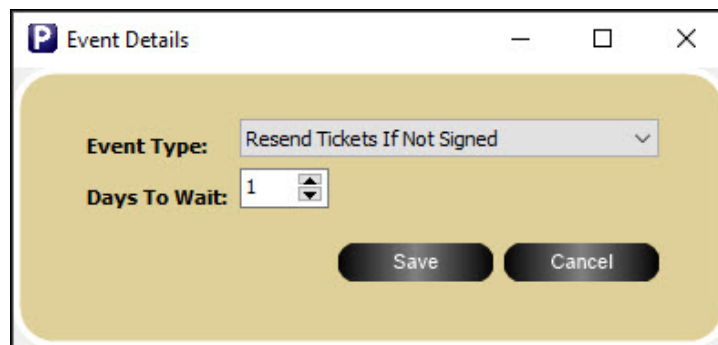 P Event Details
Event Type: Resend Tickets If Not Signed
Days To Wait: 1
Save Cancel